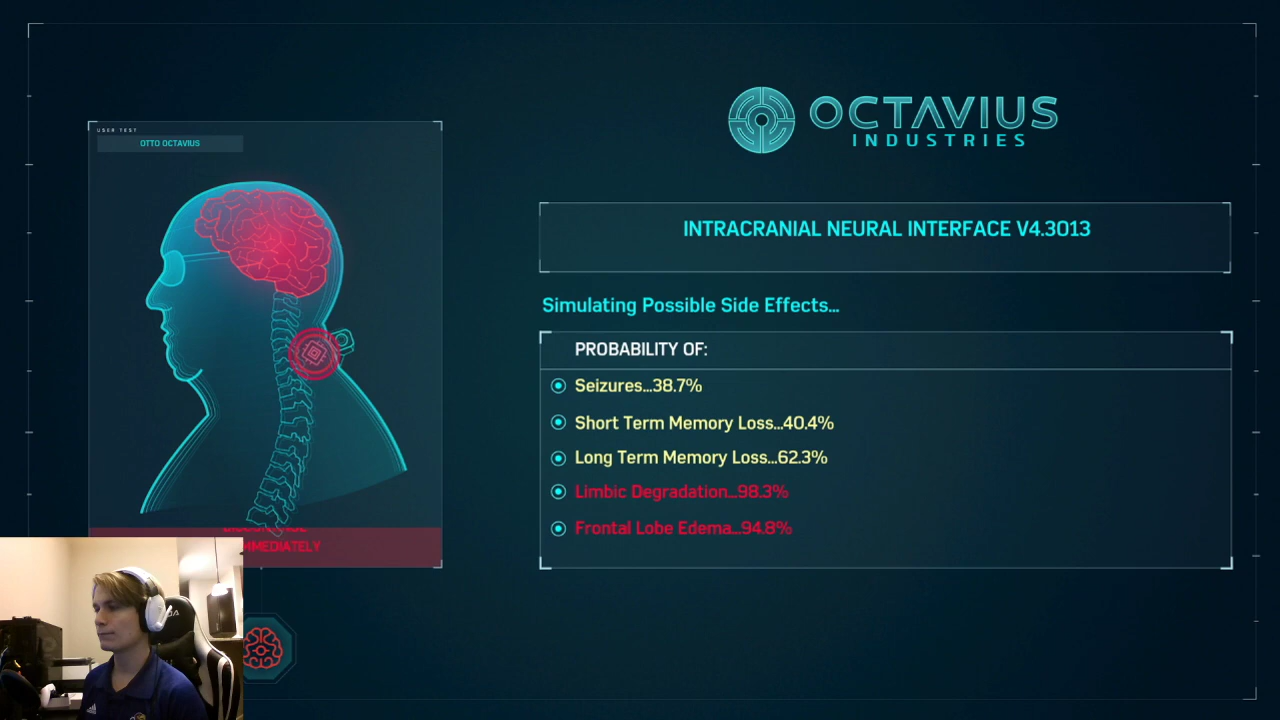 USER TEST
OTTO OCTAVIUS
OCTAVIUS
INDUSTRIES
INTRACRANIAL NEURAL INTERFACE V4.3013
Simulating Possible Side Effects...
PROBABILITY OF:
Seizures...38.7%
Short Term Memory Loss...40.4%
Long Term Memory Loss...62.3%
Limbic Degradation...98.3%
Frontal Lobe Edema...94.8%
MMEDIATELY